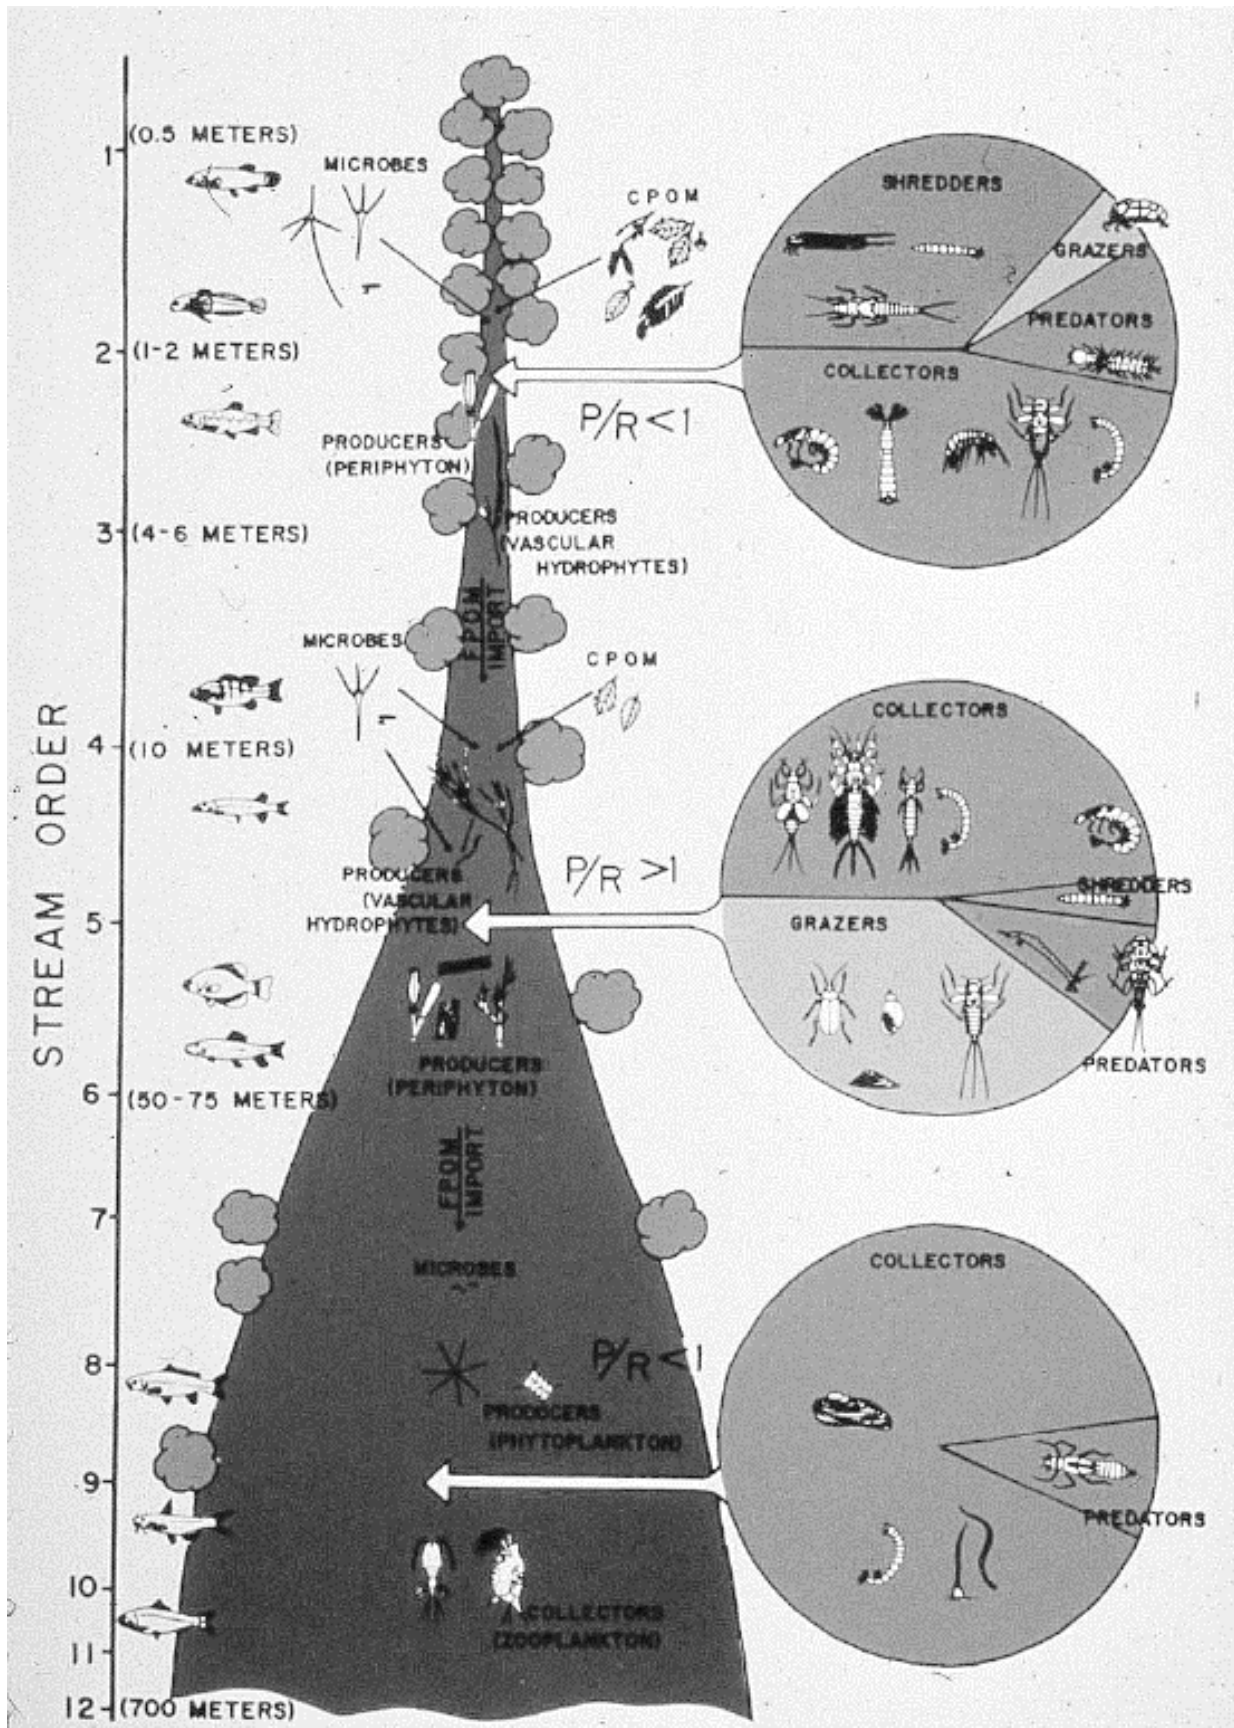 STREAM ORDER
1
(0.5 METERS)
MICROBES
CPOM
SHREDDERS
GRAZERS
PREDATORS
2
(1-2 METERS)
COLLECTORS
P/R<1
PRODUCERS
(PERIPHYTON)
3
(4-6 METERS)
PRODUCERS
(VASCULAR
HYDROPHYTES)
FPOM
IMPORT
MICROBES
CPOM
4
(10 METERS)
COLLECTORS
P/R >1
SHREDDERS
PRODUCERS
(VASCULAR
HYDROPHYTES)
5
GRAZERS
PREDATORS
PRODUCERS
(PERIPHYTON)
6
(50-75 METERS)
FPOM
IMPORT
7
MICROBES
COLLECTORS
8
P/R<1
PRODUCERS
(PHYTOPLANKTON)
9
PREDATORS
10
COLLECTORS
(ZOOPLANKTON)
11
12
(700 METERS)